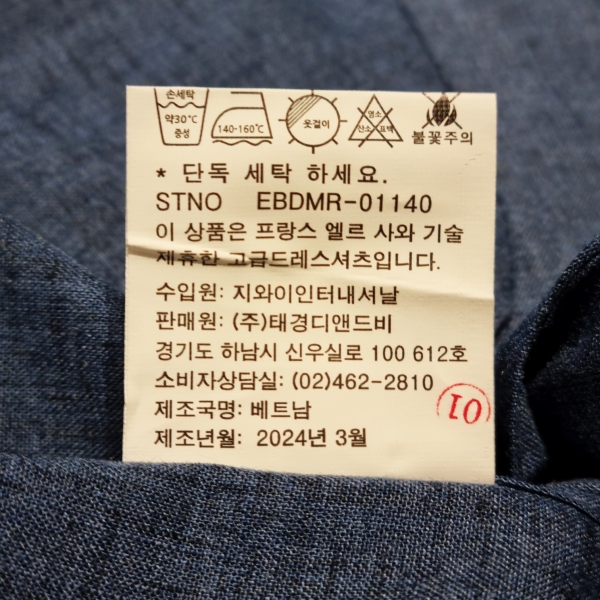 손세탁
약30℃
중성
140-160℃
옷걸이
염소
산소 표백
불꽃주의
* 단독 세탁 하세요.
STNO EBDMR-01140
이 상품은 프랑스 엘르 사와 기술
제휴한 고급드레스셔츠입니다.
수입원: 지와이인터내셔날
판매원: (주)태경디앤드비
경기도 하남시 신우실로 100 612호
소비자상담실: (02)462-2810
제조국명: 베트남
제조년월: 2024년 3월
01